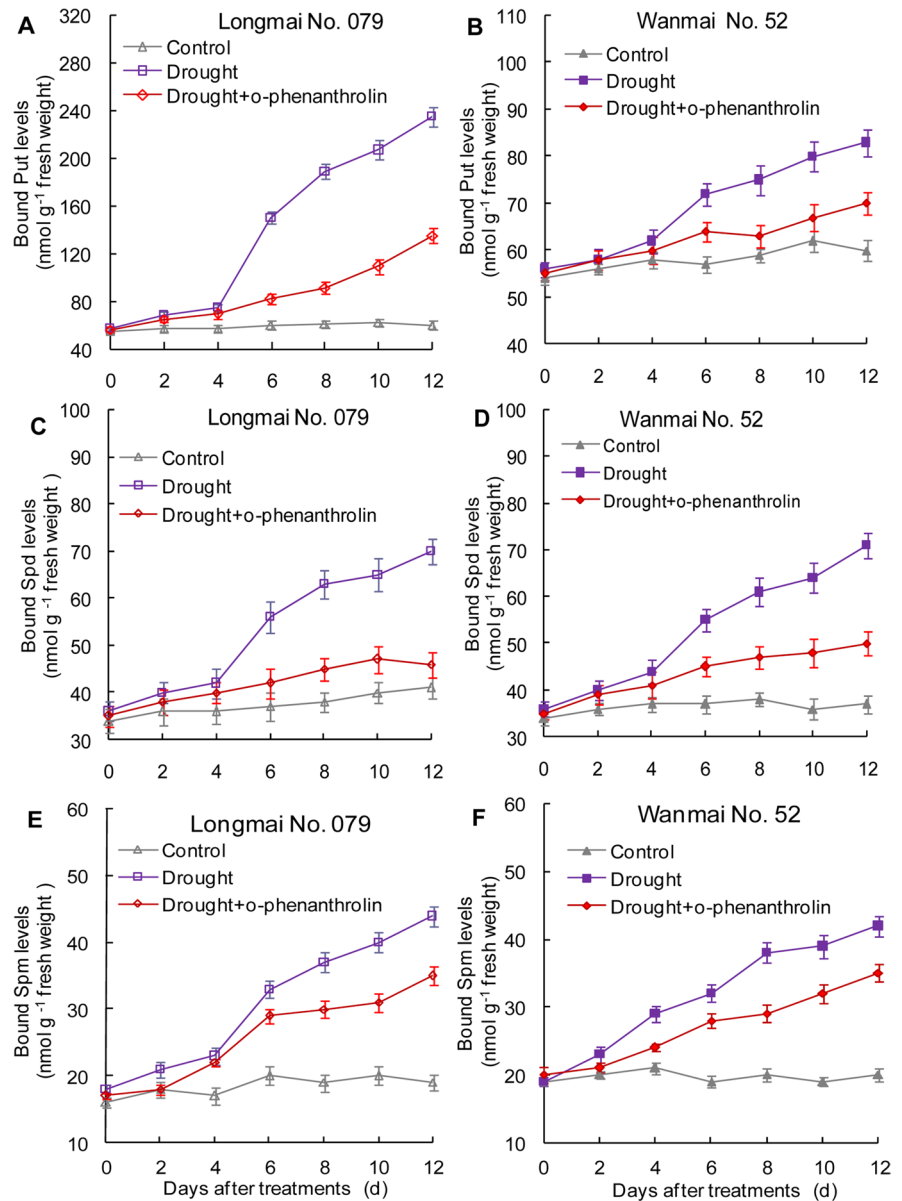 A
Longmai No. 079
Control
Drought
Drought+o-phenanthrolin
Bound Put levels
(nmol g-1 fresh weight)
320
280
240
200
160
120
80
40
0 2 4 6 8 10 12
B
Wanmai No. 52
Control
Drought
Drought+o-phenanthrolin
Bound Put levels
(nmol g-1 fresh weight)
110
100
90
80
70
60
50
40
0 2 4 6 8 10 12
C
Longmai No. 079
Control
Drought
Drought+o-phenanthrolin
Bound Spd levels
(nmol g-1 fresh weight )
100
90
80
70
60
50
40
30
0 2 4 6 8 10 12
D
Wanmai No. 52
Control
Drought
Drought+o-phenanthrolin
Bound Spd levels
(nmol g-1 fresh weight)
100
90
80
70
60
50
40
30
0 2 4 6 8 10 12
E
Longmai No. 079
Control
Drought
Drought+o-phenanthrolin
Bound Spm levels
(nmol g-1 fresh weight )
60
50
40
30
20
10
0 2 4 6 8 10 12
Days after treatments (d)
F
Wanmai No. 52
Control
Drought
Drought+o-phenanthrolin
Bound Spm levels
(nmol g-1 fresh weight)
60
50
40
30
20
10
0 2 4 6 8 10 12
Days after treatments (d)